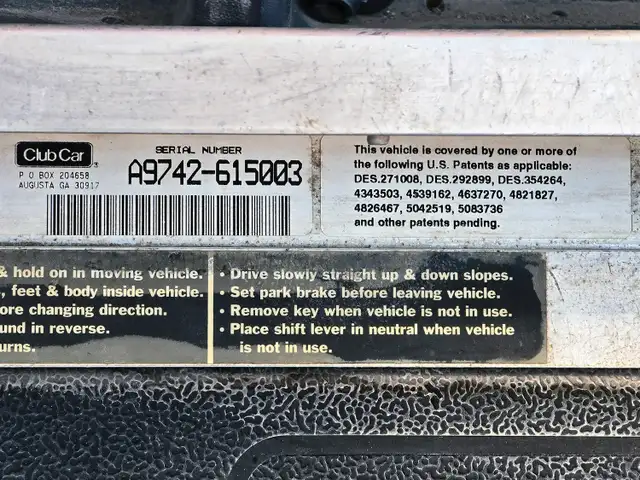 Club Car
P O BOX 204658
AUGUSTA GA 30917
SERIAL NUMBER
A9742-615003
This vehicle is covered by one or more of
the following U.S. Patents as applicable:
DES.271008, DES.292899, DES.354264,
4343503, 4539162, 4637270, 4821827,
4826467, 5042519, 5083736
and other patents pending.
& hold on in moving vehicle.
, feet & body inside vehicle.
ore changing direction.
und in reverse.
urns.
• Drive slowly straight up & down slopes.
• Set park brake before leaving vehicle.
• Remove key when vehicle is not in use.
• Place shift lever in neutral when vehicle
is not in use.